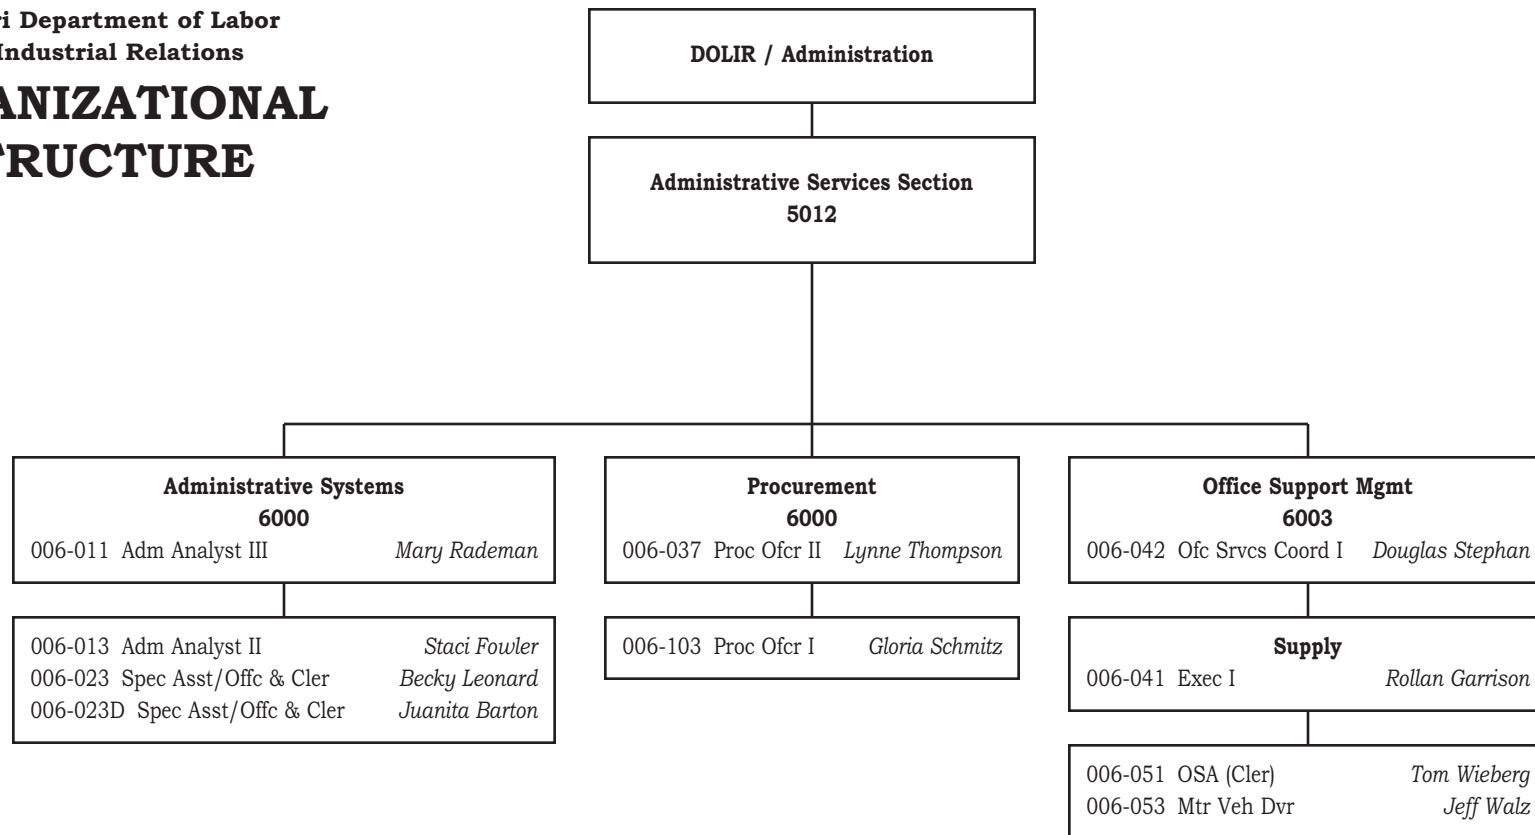 ri Department of Labor
Industrial Relations
ANIZATIONAL
TRUCTURE
DOLIR / Administration
Administrative Services Section
5012
Administrative Systems
6000
006-011 Adm Analyst III Mary Rademan
006-013 Adm Analyst II Staci Fowler
006-023 Spec Asst/Offc & Cler Becky Leonard
006-023D Spec Asst/Offc & Cler Juanita Barton
Procurement
6000
006-037 Proc Ofcr II Lynne Thompson
006-103 Proc Ofcr I Gloria Schmitz
Office Support Mgmt
6003
006-042 Ofc Srvcs Coord I Douglas Stephan
Supply
006-041 Exec I Rollan Garrison
006-051 OSA (Cler) Tom Wieberg
006-053 Mtr Veh Dvr Jeff Walz